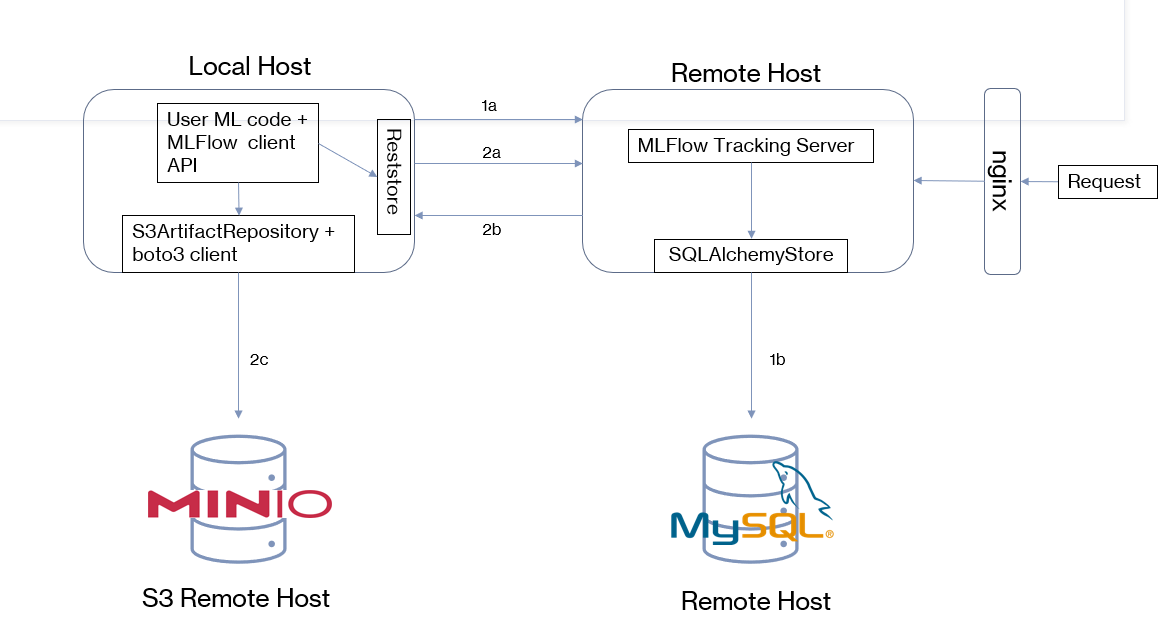 Local Host
Remote Host
User ML code +
MLFlow client
API
Reststore
S3ArtifactRepository +
boto3 client
1a
2a
2b
MLFlow Tracking Server
SQLAlchemyStore
nginx
Request
2c
1b
MINIO
MySQL®
S3 Remote Host
Remote Host